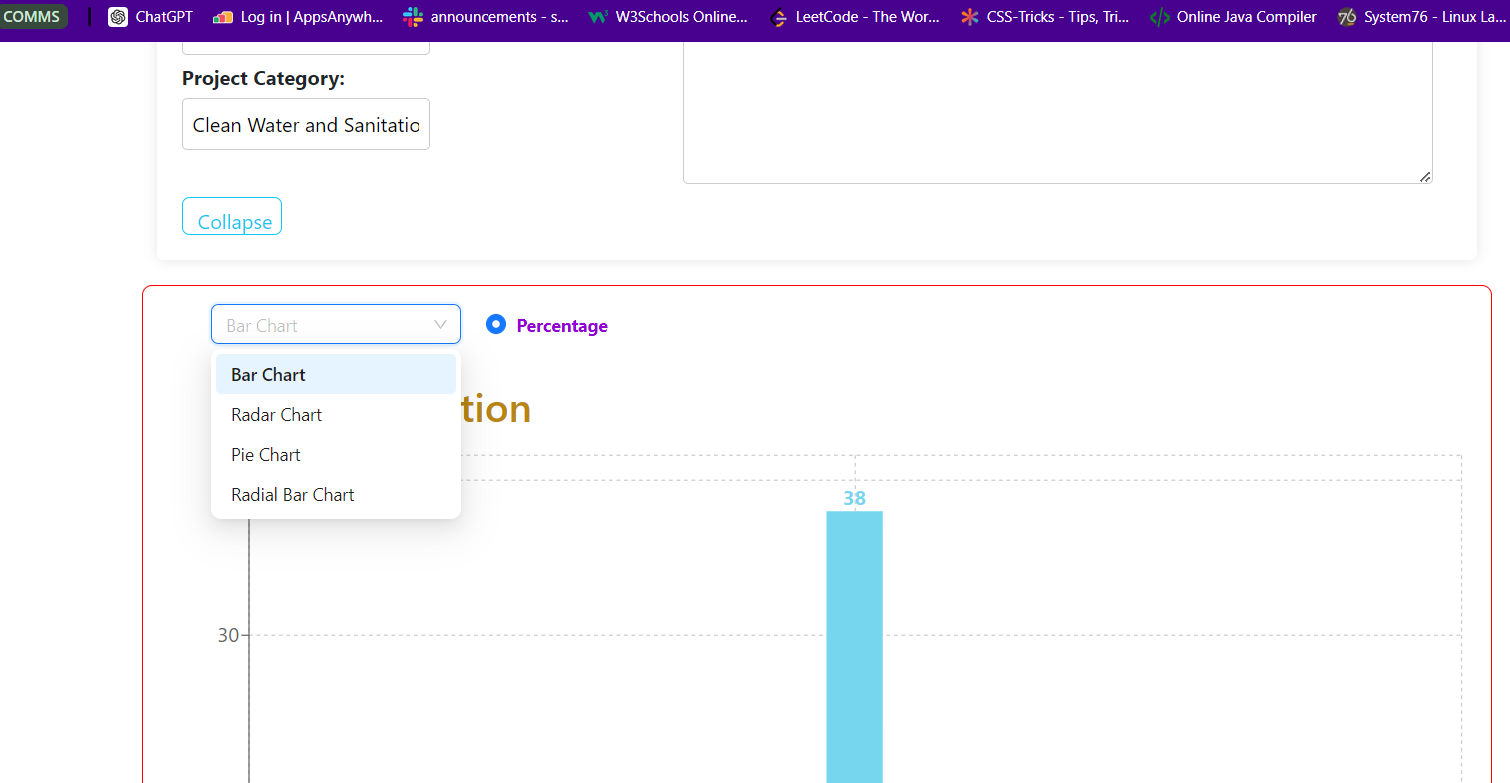 COMMS
ChatGPT
Log in | AppsAnywh...
announcements - s...
W3Schools Online...
LeetCode - The Wor...
CSS-Tricks - Tips, Tri...
Online Java Compiler
76 System76 - Linux La...
Project Category:
Clean Water and Sanitatio
Collapse
Bar Chart
Percentage
Bar Chart
Radar Chart
Pie Chart
Radial Bar Chart
tion
38
30